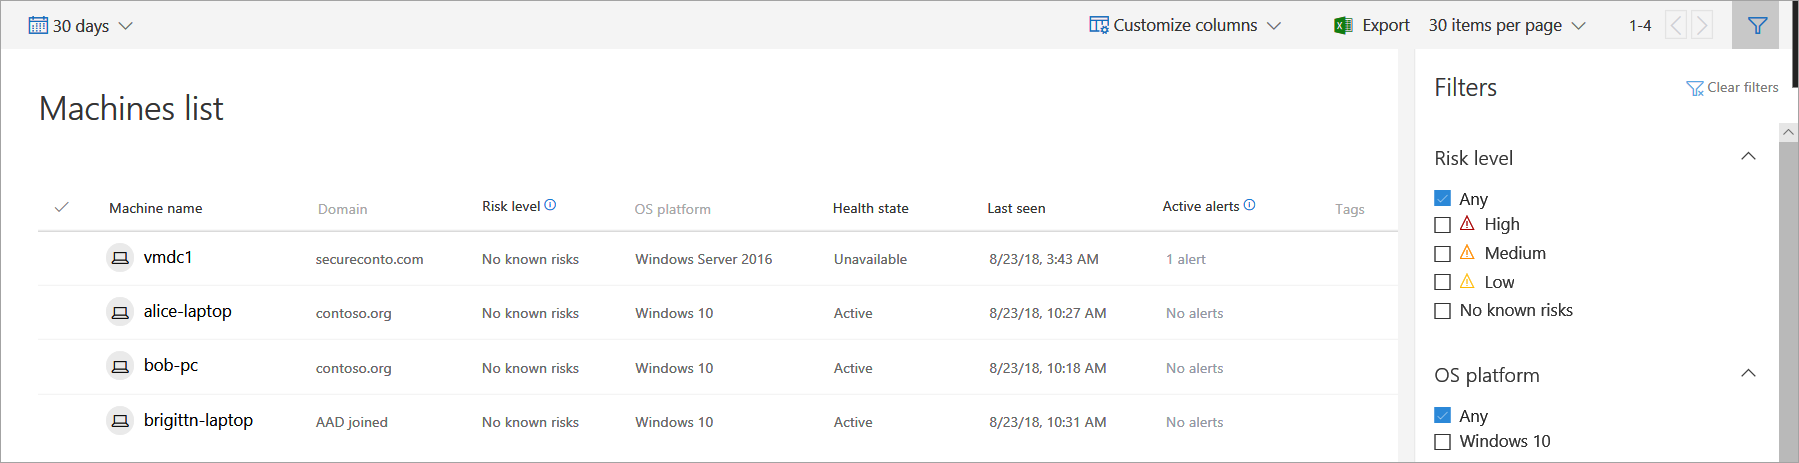 30 days Customize columns Export 30 items per page 1-4
Machines list
Machine name Domain Risk level OS platform Health state Last seen Active alerts Tags
vmdc1 secureconto.com No known risks Windows Server 2016 Unavailable 8/23/18, 3:43 AM 1 alert
alice-laptop contoso.org No known risks Windows 10 Active 8/23/18, 10:27 AM No alerts
bob-pc contoso.org No known risks Windows 10 Active 8/23/18, 10:18 AM No alerts
brigittn-laptop AAD joined No known risks Windows 10 Active 8/23/18, 10:31 AM No alerts
Filters Clear filters
Risk level
Any
High
Medium
Low
No known risks
OS platform
Any
Windows 10